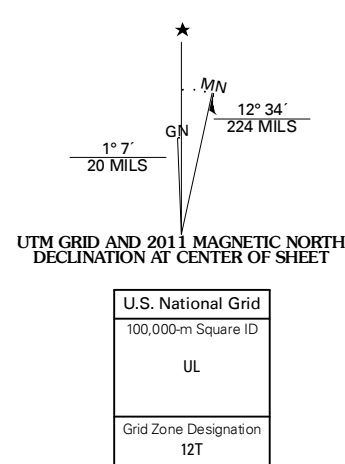 ★
MN
12° 34´
224 MILS
GN
1° 7´
20 MILS
UTM GRID AND 2011 MAGNETIC NORTH
DECLINATION AT CENTER OF SHEET
U.S. National Grid
100,000-m Square ID
UL
Grid Zone Designation
12T